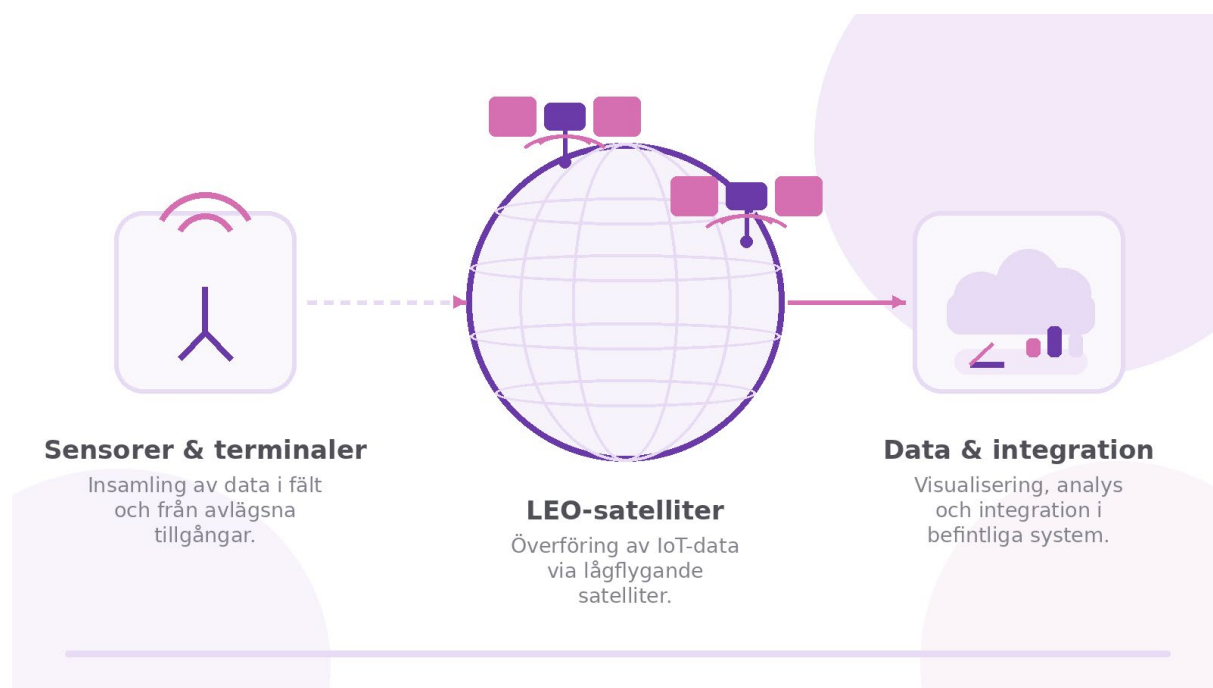 Sensorer & terminaler
Insamling av data i fält
och från avlägsna
tillgångar.
LEO-satelliter
Överföring av IoT-data
via lågflygande
satelliter.
Data & integration
Visualisering, analys
och integration i
befintliga system.